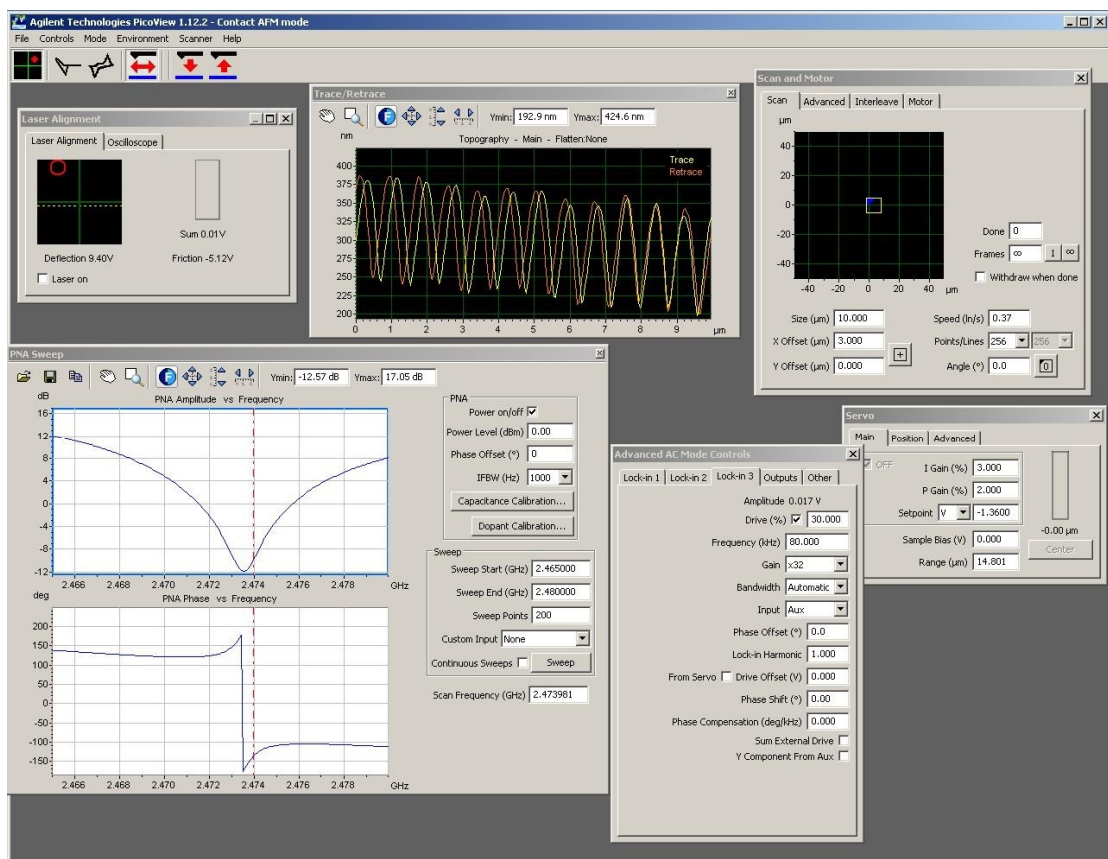 Agilent Technologies PicoView 1.12.2 - Contact AFM mode
File Controls Mode Environment Scanner Help
Laser Alignment
Laser Alignment Oscilloscope
Sum 0.01V
Deflection 9.40V Friction -5.12V
Laser on
Trace/Retrace
F Ymin: 192.9 nm Ymax: 424.6 nm
nm Topography - Main - Flatten:None
Trace
Retrace
400
375
350
325
300
275
250
225
200
0 1 2 3 4 5 6 7 8 9 µm
Scan and Motor
Scan Advanced Interleave Motor
µm
40
20
0
-20
-40
-40 -20 0 20 40 µm
Done 0
Frames ∞ 1 ∞
Withdraw when done
Size (µm) 10.000 Speed (ln/s) 0.37
X Offset (µm) 3.000 Points/Lines 256 256
Y Offset (µm) 0.000 Angle (°) 0.0
PNA Sweep
F Ymin: -12.57 dB Ymax: 17.05 dB
dB PNA Amplitude vs Frequency
16
12
8
4
0
-4
-8
-12
2.466 2.468 2.470 2.472 2.474 2.476 2.478 GHz
deg PNA Phase vs Frequency
200
150
100
50
0
-50
-100
-150
2.466 2.468 2.470 2.472 2.474 2.476 2.478 GHz
PNA
Power on/off
Power Level (dBm) 0.00
Phase Offset (°) 0
IFBW (Hz) 1000
Capacitance Calibration...
Dopant Calibration...
Sweep
Sweep Start (GHz) 2.465000
Sweep End (GHz) 2.480000
Sweep Points 200
Custom Input None
Continuous Sweeps Sweep
Scan Frequency (GHz) 2.473981
Advanced AC Mode Controls
Lock-in 1 Lock-in 2 Lock-in 3 Outputs Other
Amplitude 0.017 V
Drive (%) 30.000
Frequency (kHz) 80.000
Gain x32
Bandwidth Automatic
Input Aux
Phase Offset (°) 0.0
Lock-in Harmonic 1.000
From Servo Drive Offset (V) 0.000
Phase Shift (°) 0.00
Phase Compensation (deg/kHz) 0.000
Sum External Drive
Y Component From Aux
Servo
Main Position Advanced
OFF I Gain (%) 3.000
P Gain (%) 2.000
Setpoint V -1.3600
Sample Bias (V) 0.000
Range (µm) 14.801
-0.00 µm
Center